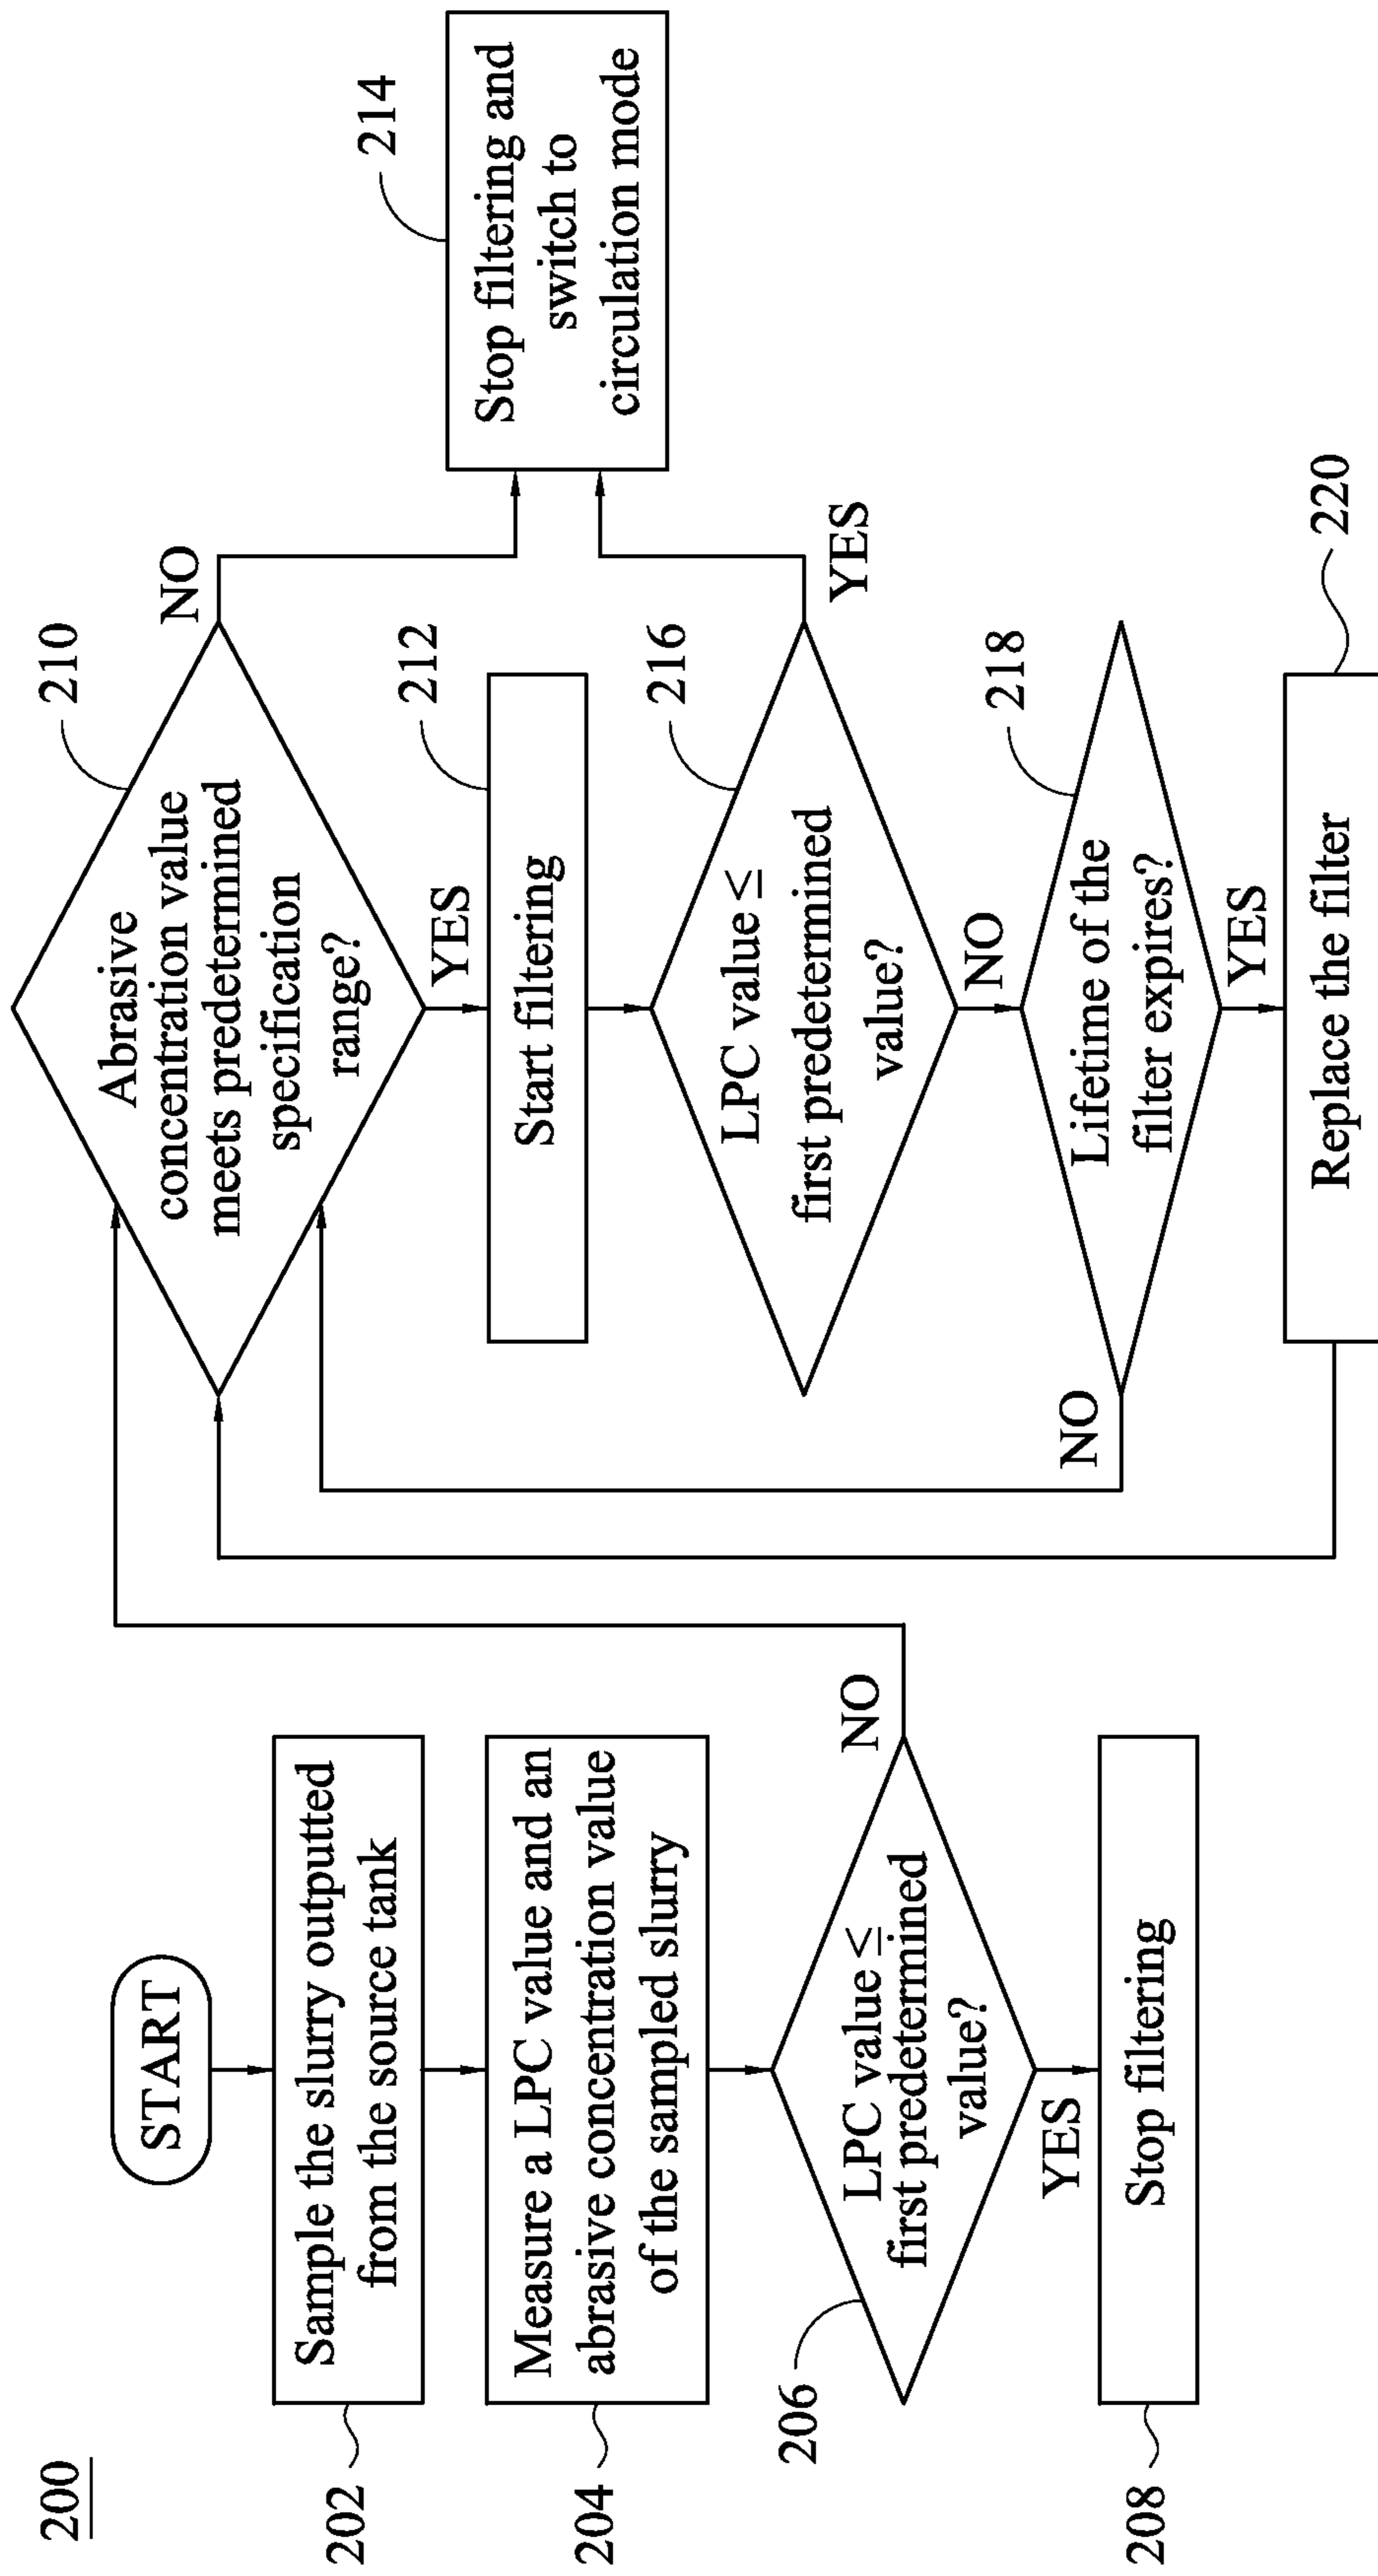 200
START
202
Sample the slurry outputted
from the source tank
204
Measure a LPC value and an
abrasive concentration value
of the sampled slurry
206
LPC value ≤
first predetermined
value?
NO
YES
208
Stop filtering
210
Abrasive
concentration value
meets predetermined
specification
range?
NO
YES
212
Start filtering
214
Stop filtering and
switch to
circulation mode
216
LPC value ≤
first predetermined
value?
YES
NO
218
Lifetime of the
filter expires?
NO
YES
220
Replace the filter